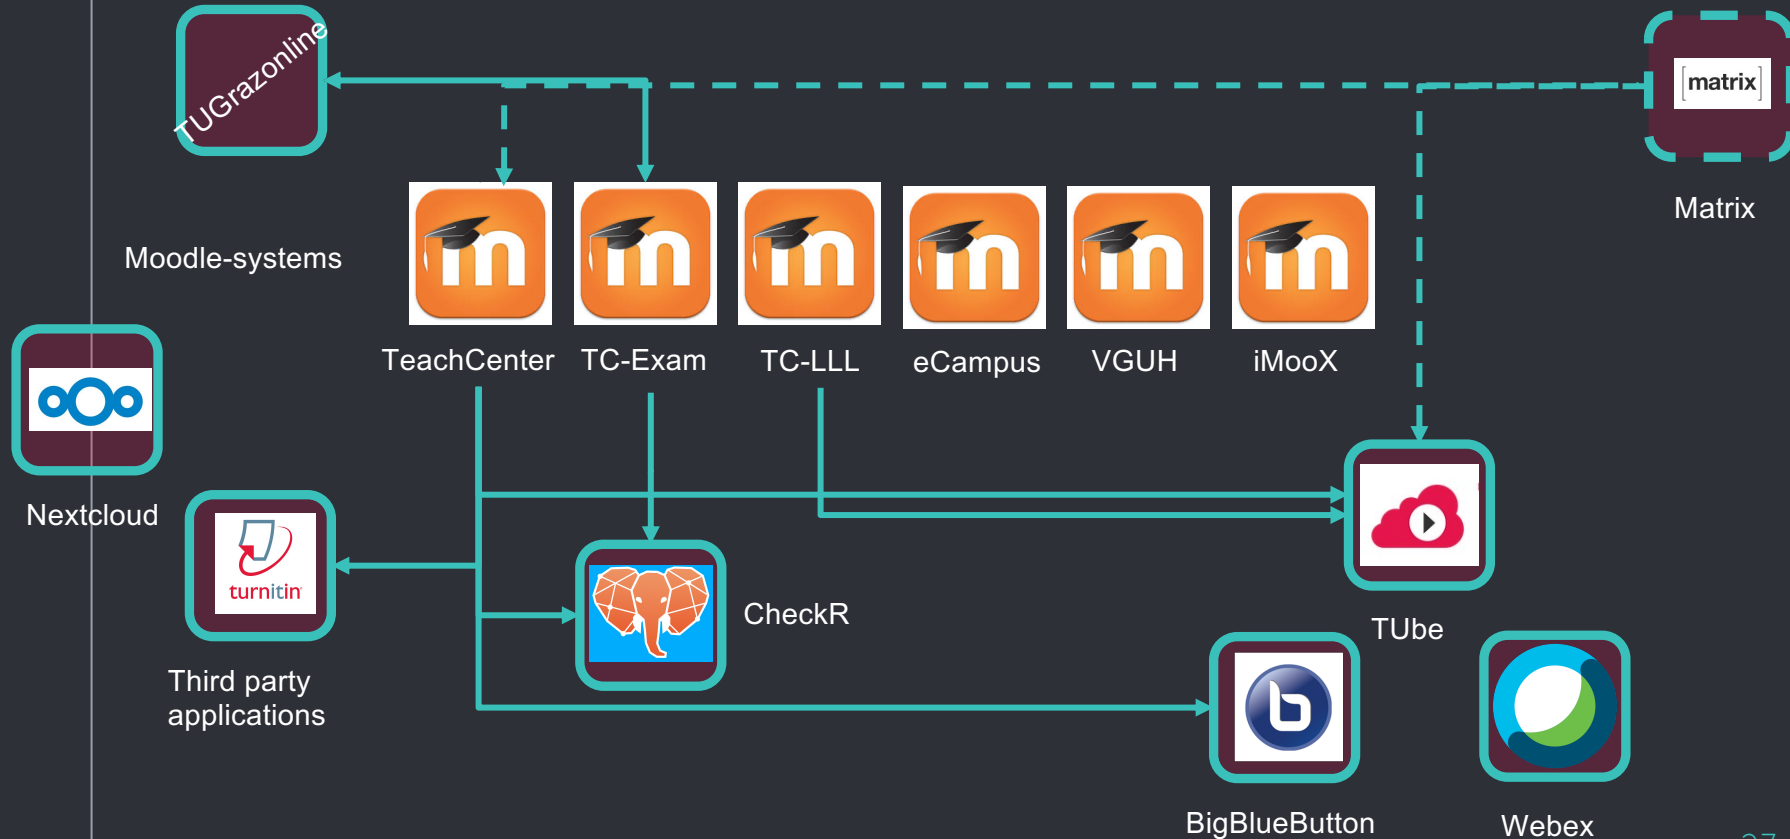 TUGrazonline
[matrix]
Matrix
Moodle-systems
m
m
m
m
m
m
TeachCenter
TC-Exam
TC-LLL
eCampus
VGUH
iMooX
Nextcloud
turnitin
Third party
applications
CheckR
TUbe
b
BigBlueButton
Webex